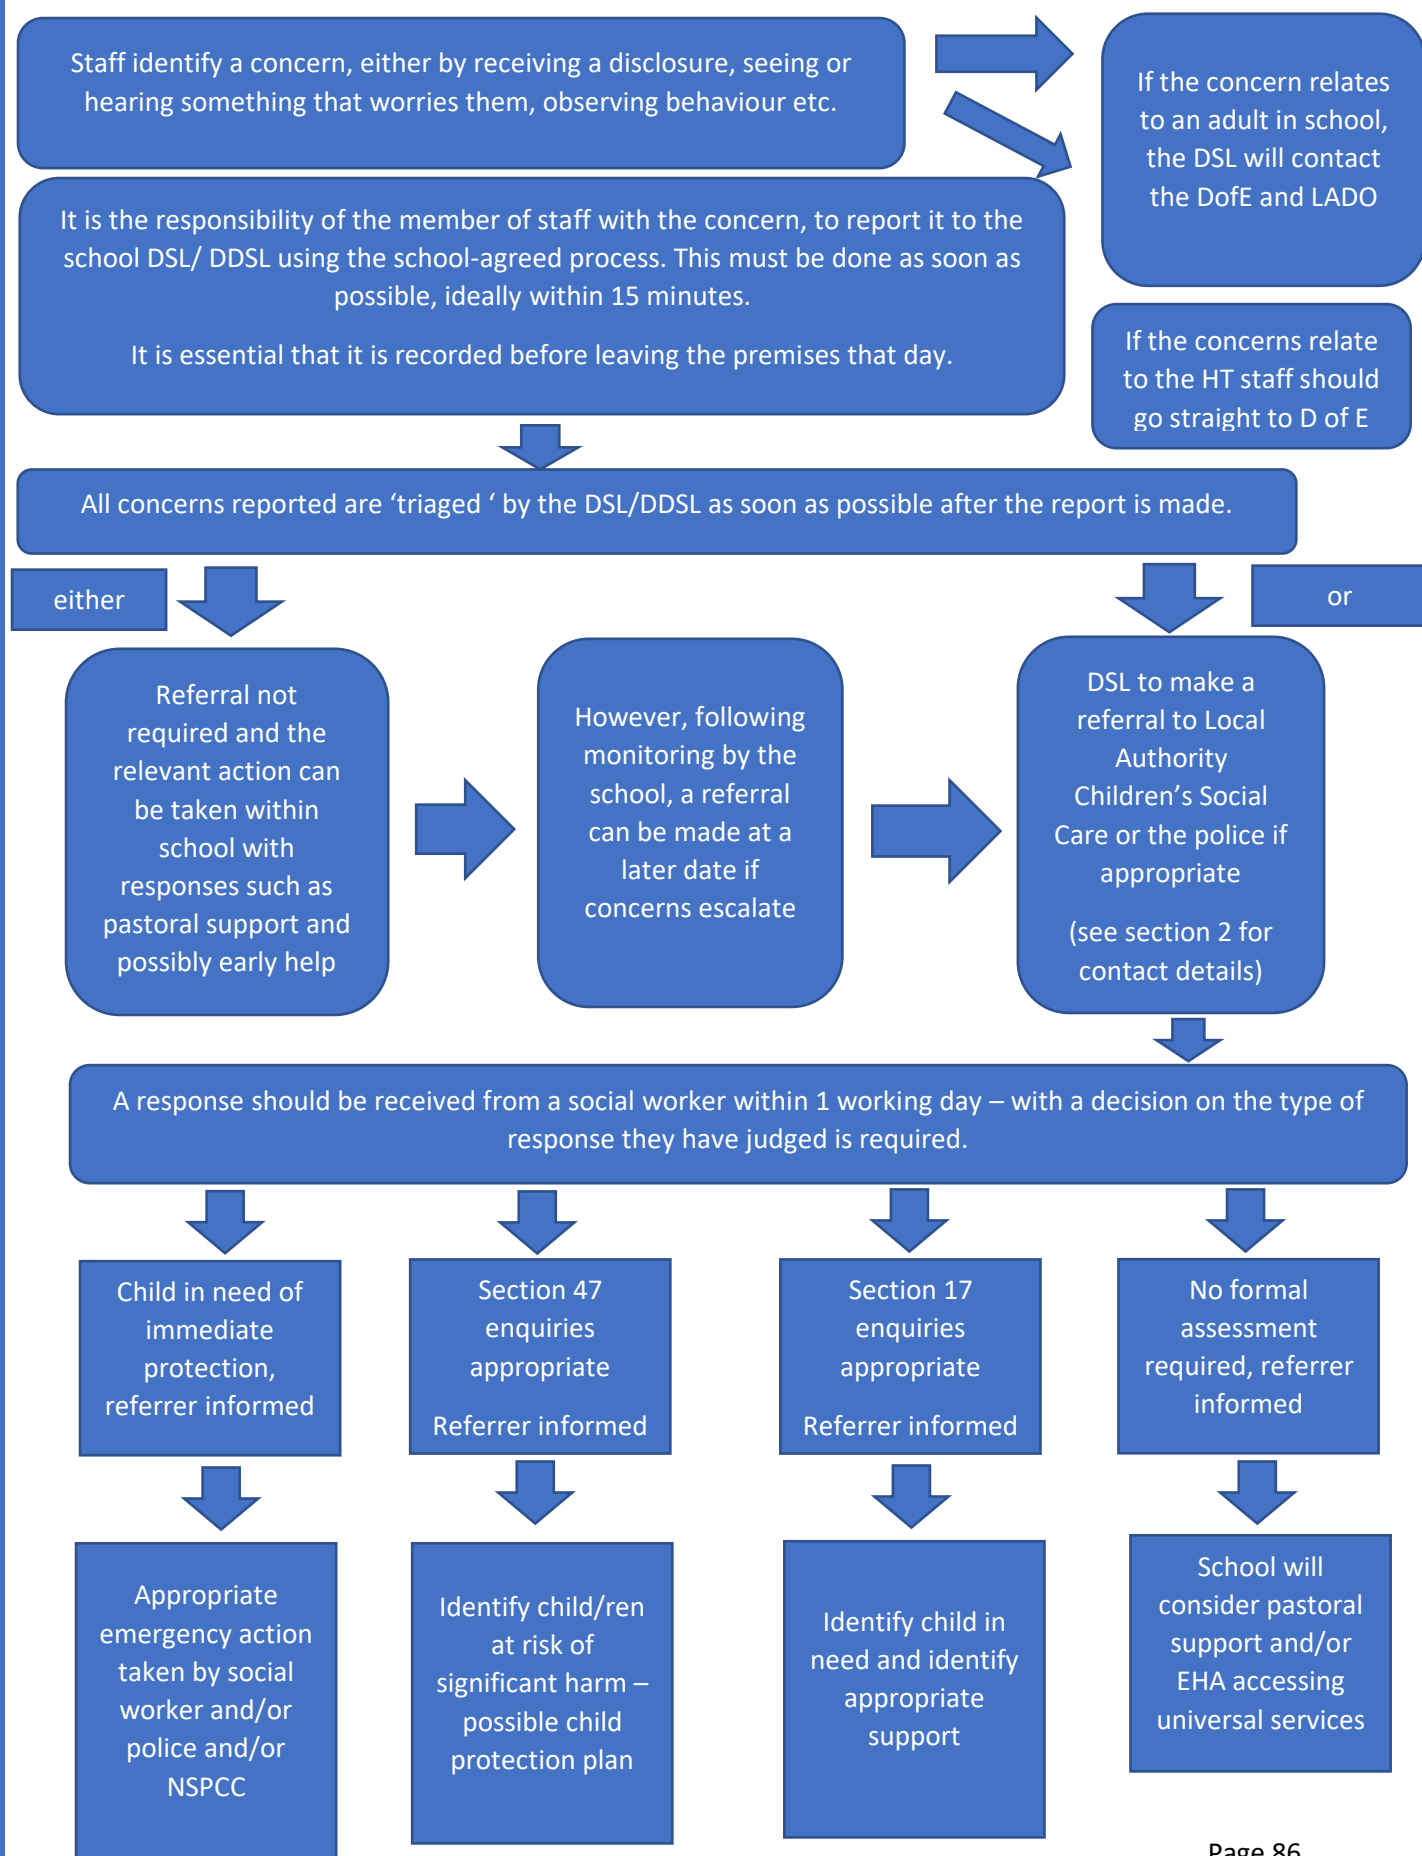 Staff identify a concern, either by receiving a disclosure, seeing or
hearing something that worries them, observing behaviour etc.
If the concern relates
to an adult in school,
the DSL will contact
the DofE and LADO
It is the responsibility of the member of staff with the concern, to report it to the
school DSL/ DDSL using the school-agreed process. This must be done as soon as
possible, ideally within 15 minutes.
It is essential that it is recorded before leaving the premises that day.
If the concerns relate
to the HT staff should
go straight to D of E
All concerns reported are ‘triaged ‘ by the DSL/DDSL as soon as possible after the report is made.
either
or
Referral not
required and the
relevant action can
be taken within
school with
responses such as
pastoral support and
possibly early help
However, following
monitoring by the
school, a referral
can be made at a
later date if
concerns escalate
DSL to make a
referral to Local
Authority
Children’s Social
Care or the police if
appropriate
(see section 2 for
contact details)
A response should be received from a social worker within 1 working day – with a decision on the type of
response they have judged is required.
Child in need of
immediate
protection,
referrer informed
Section 47
enquiries
appropriate
Referrer informed
Section 17
enquiries
appropriate
Referrer informed
No formal
assessment
required, referrer
informed
Appropriate
emergency action
taken by social
worker and/or
police and/or
NSPCC
Identify child/ren
at risk of
significant harm –
possible child
protection plan
Identify child in
need and identify
appropriate
support
School will
consider pastoral
support and/or
EHA accessing
universal services
Page 86